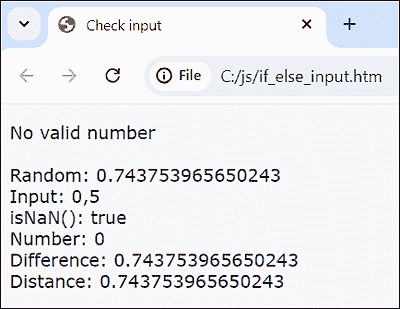 Check input
File
C:/js/if_else_input.htm
No valid number
Random: 0.743753965650243
Input: 0,5
isNaN(): true
Number: 0
Difference: 0.743753965650243
Distance: 0.743753965650243